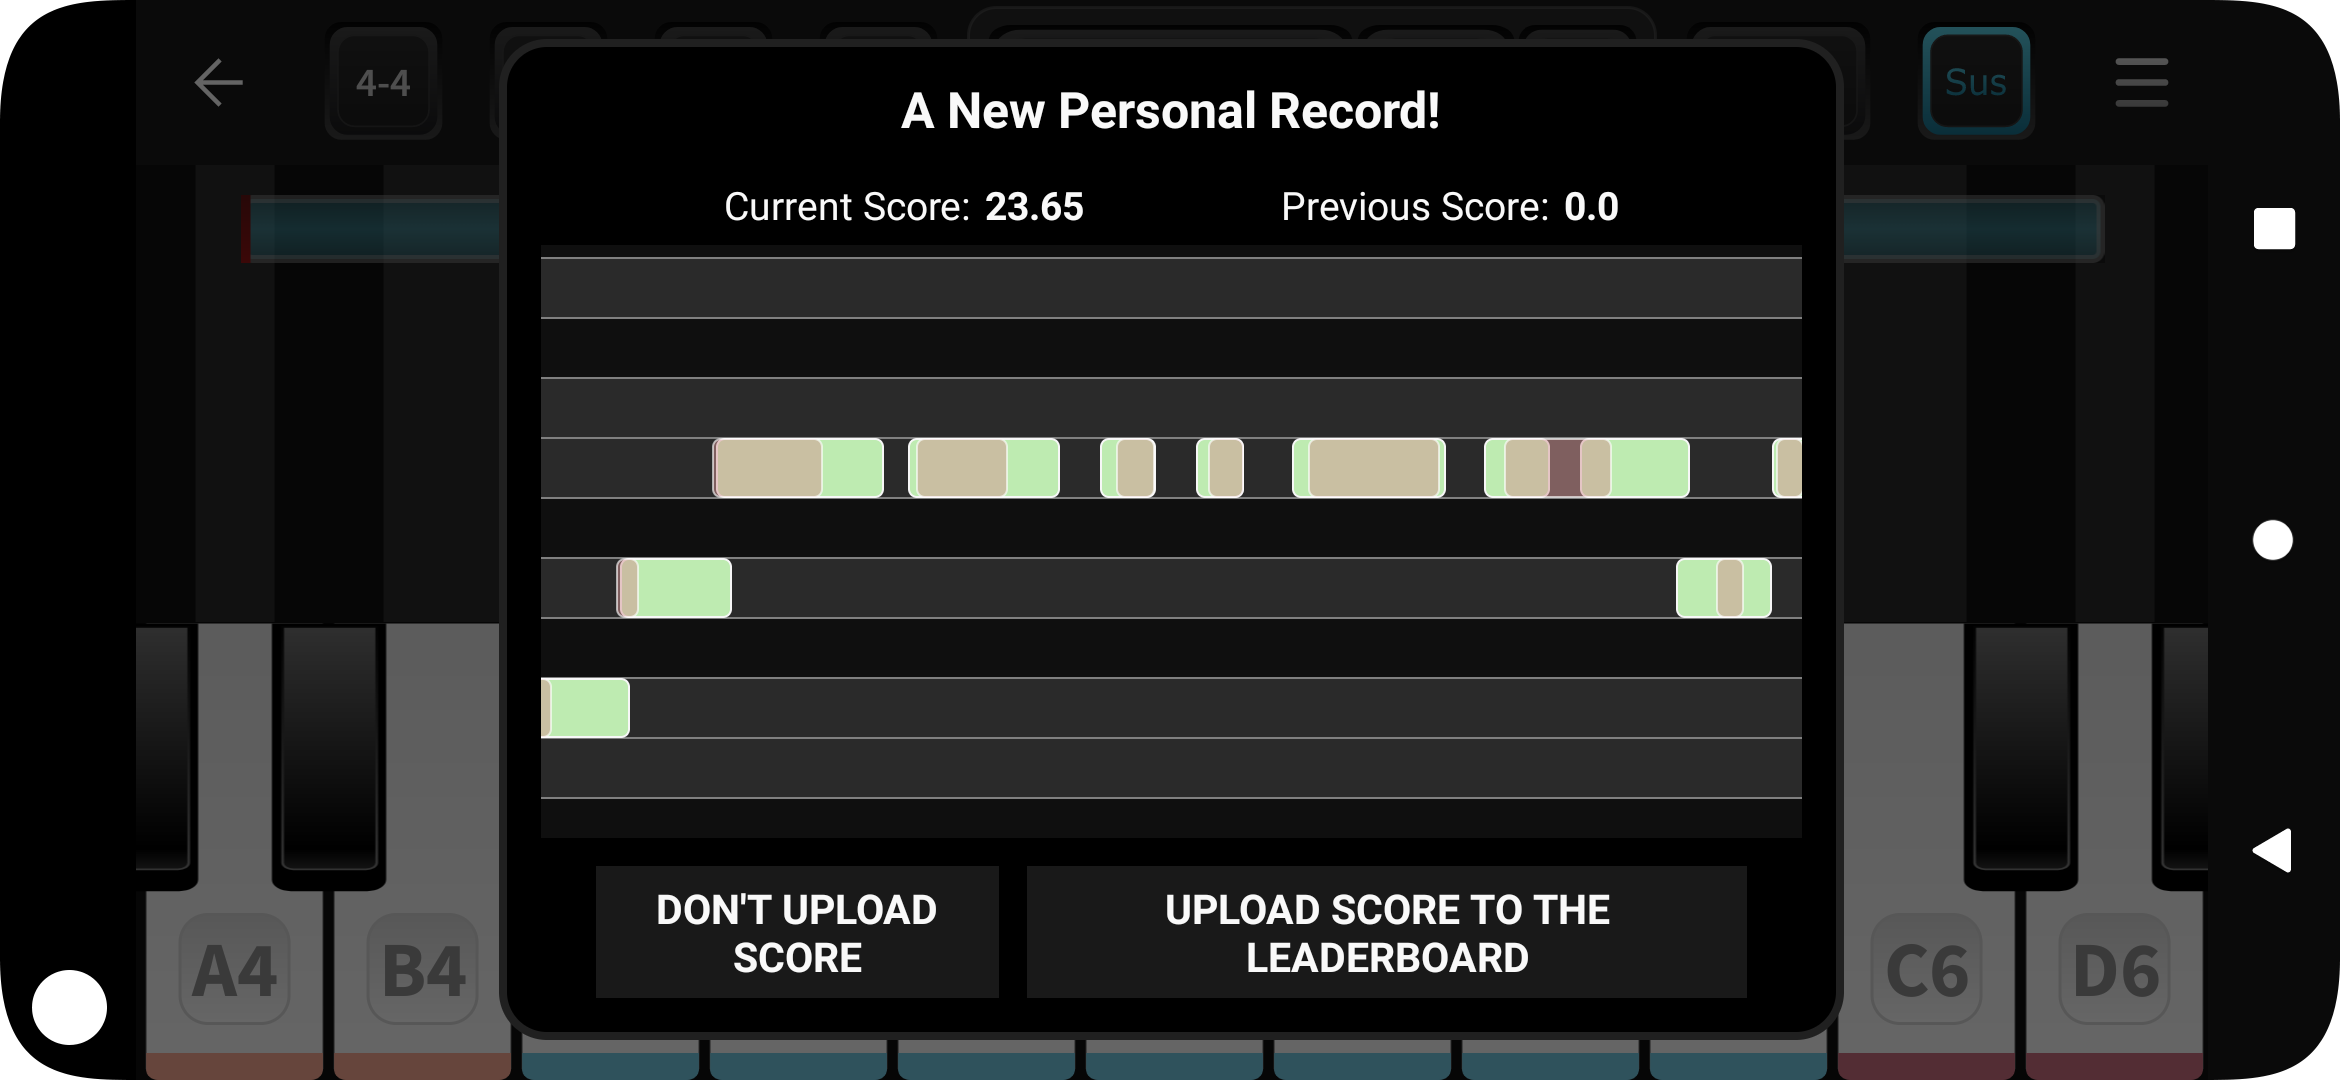 4-4
Sus
A New Personal Record!
Current Score: 23.65
Previous Score: 0.0
DON'T UPLOAD
SCORE
UPLOAD SCORE TO THE
LEADERBOARD
A4
B4
C6
D6